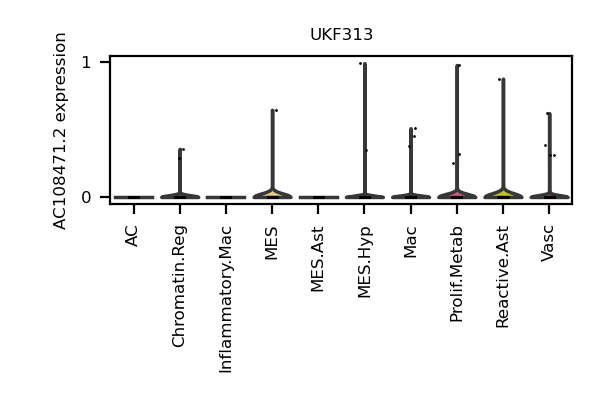 UKF313
AC108471.2 expression
1
0
AC
Chromatin.Reg
Inflammatory.Mac
MES
MES.Ast
MES.Hyp
Mac
Prolif.Metab
Reactive.Ast
Vasc